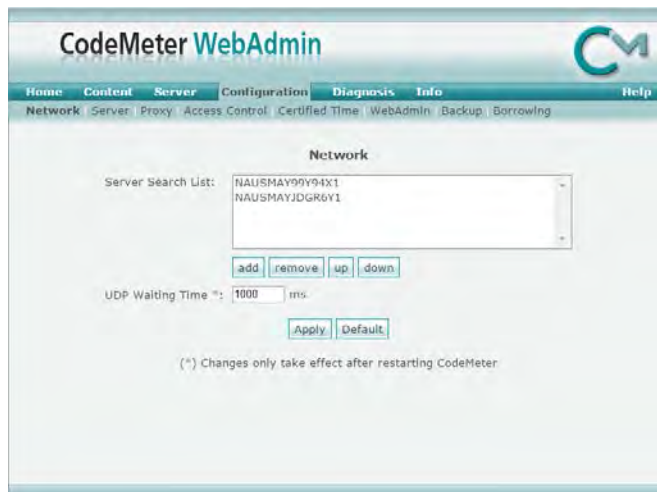 CodeMeter WebAdmin
CM
Home Content Server Configuration Diagnosis Info Help
Network | Server | Proxy | Access Control | Certified Time | WebAdmin | Backup | Borrowing
Network
Server Search List:
NAUSMAY99Y94X1
NAUSMAYJDGR6Y1
add remove up down
UDP Waiting Time *: 1000 ms
Apply Default
(*) Changes only take effect after restarting CodeMeter